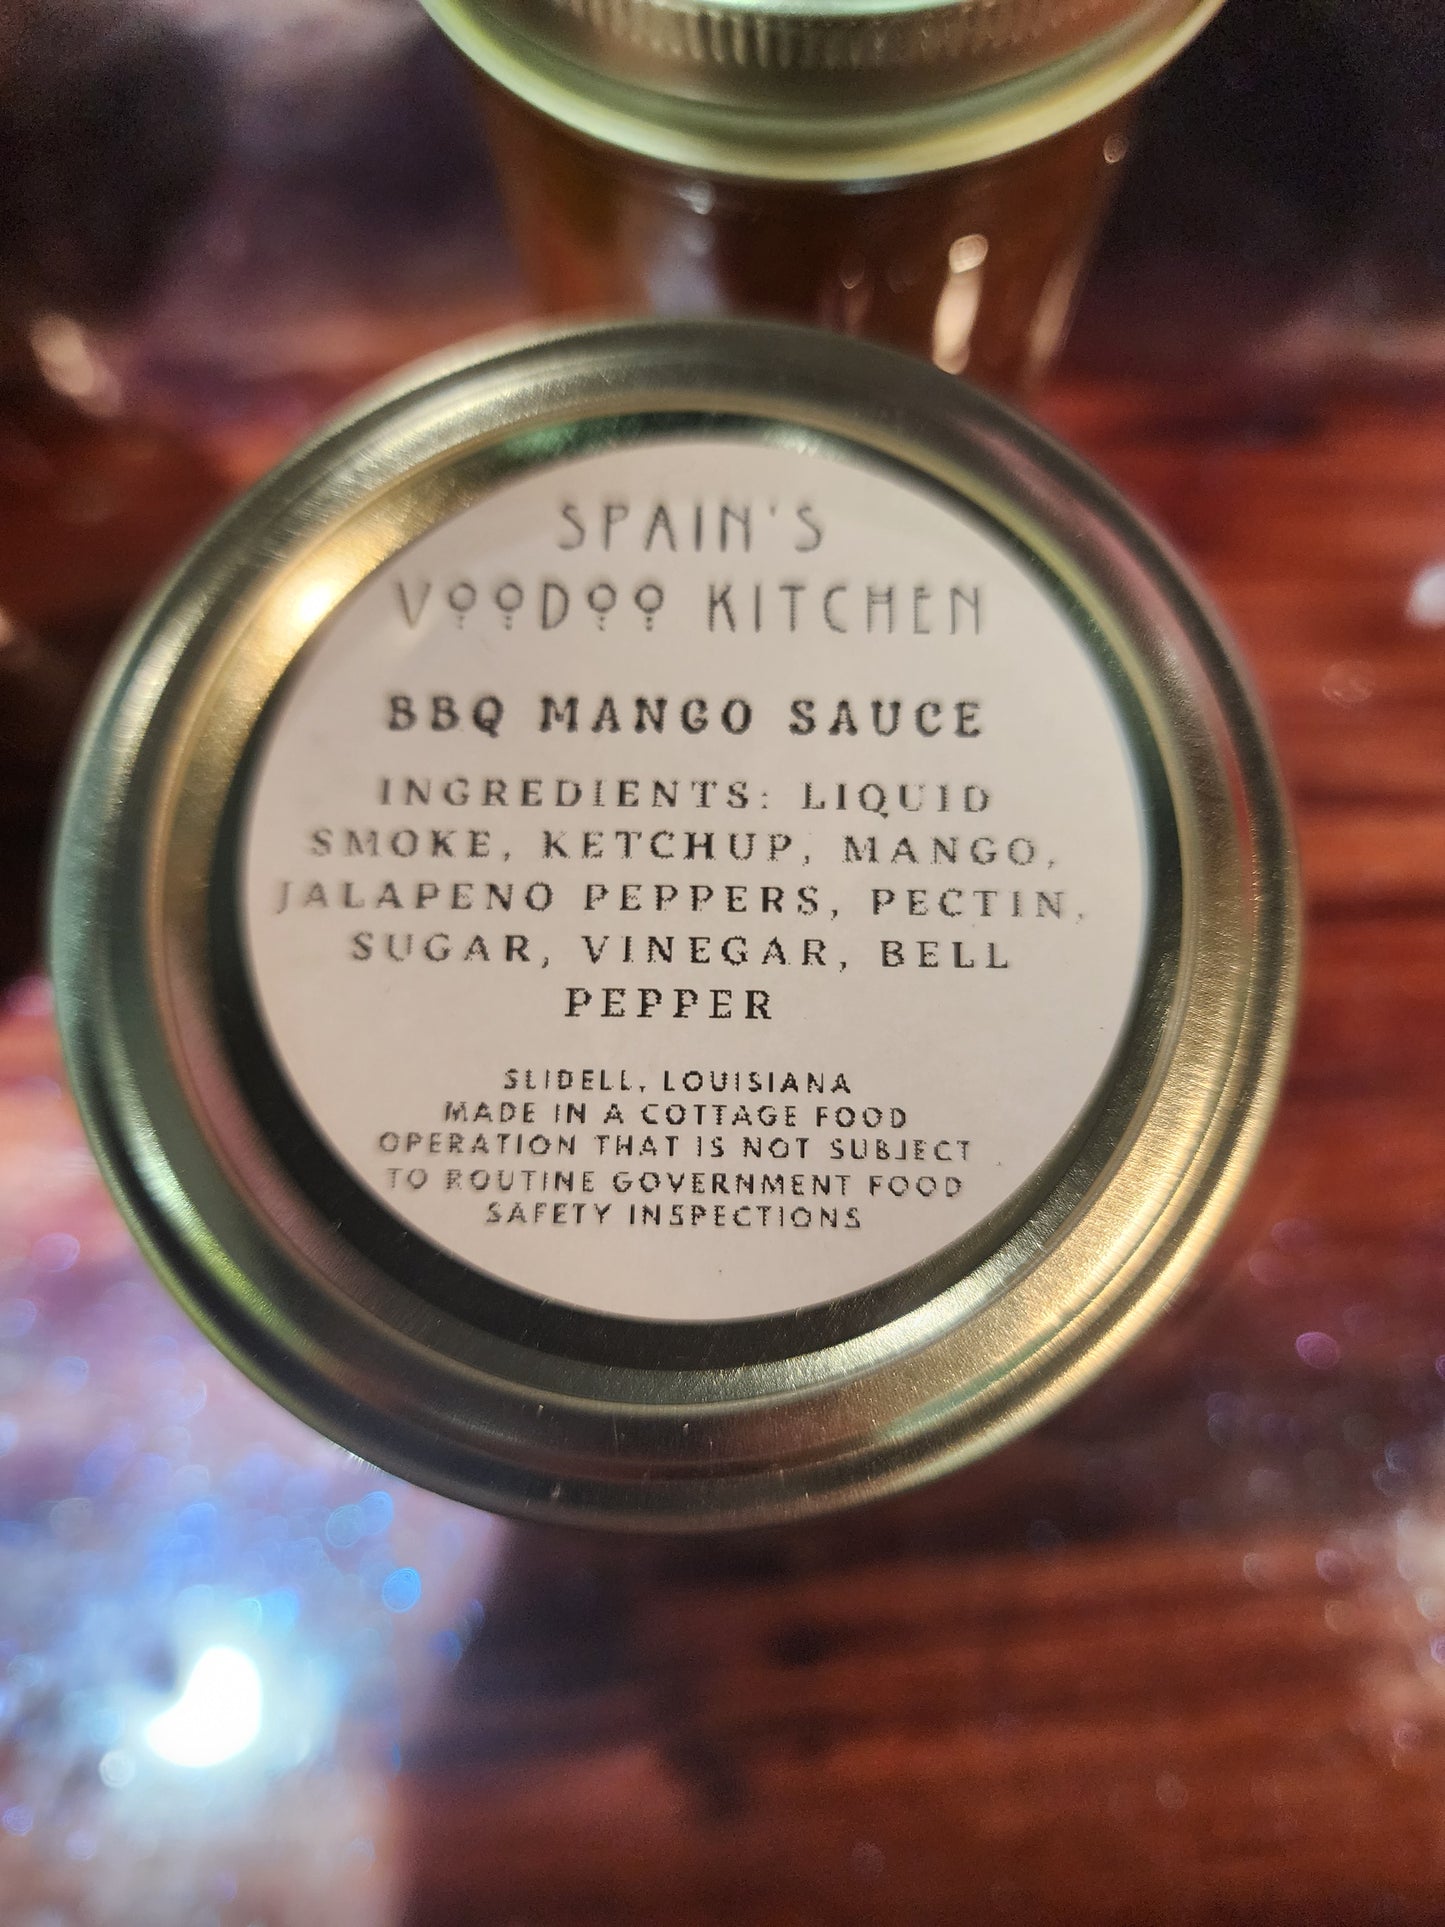 SPAIN'S
VOODOO KITCHEN
BBQ MANGO SAUCE
INGREDIENTS: LIQUID
SMOKE, KETCHUP, MANGO,
JALAPENO PEPPERS, PECTIN,
SUGAR, VINEGAR, BELL
PEPPER
SLIDELL, LOUISIANA
MADE IN A COTTAGE FOOD
OPERATION THAT IS NOT SUBJECT
TO ROUTINE GOVERNMENT FOOD
SAFETY INSPECTIONS